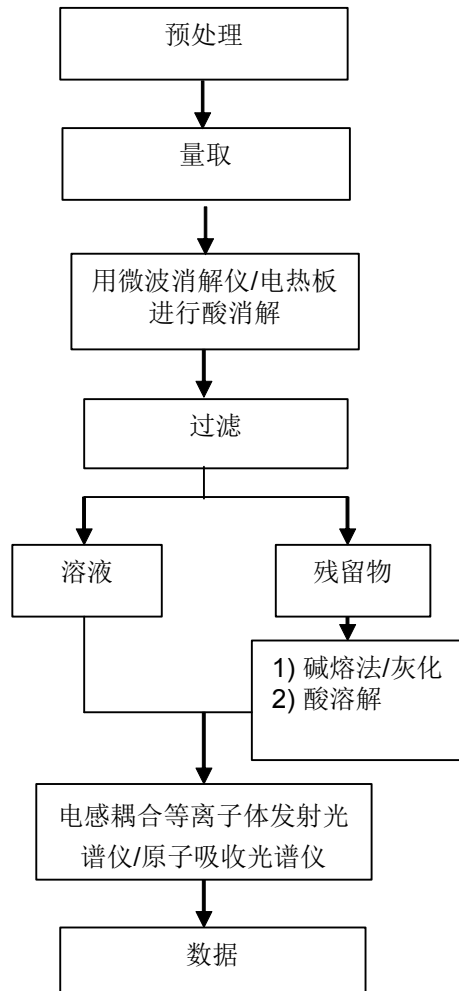 预处理
量取
用微波消解仪/电热板
进行酸消解
过滤
溶液
残留物
1) 碱熔法/灰化
2) 酸溶解
电感耦合等离子体发射光
谱仪/原子吸收光谱仪
数据